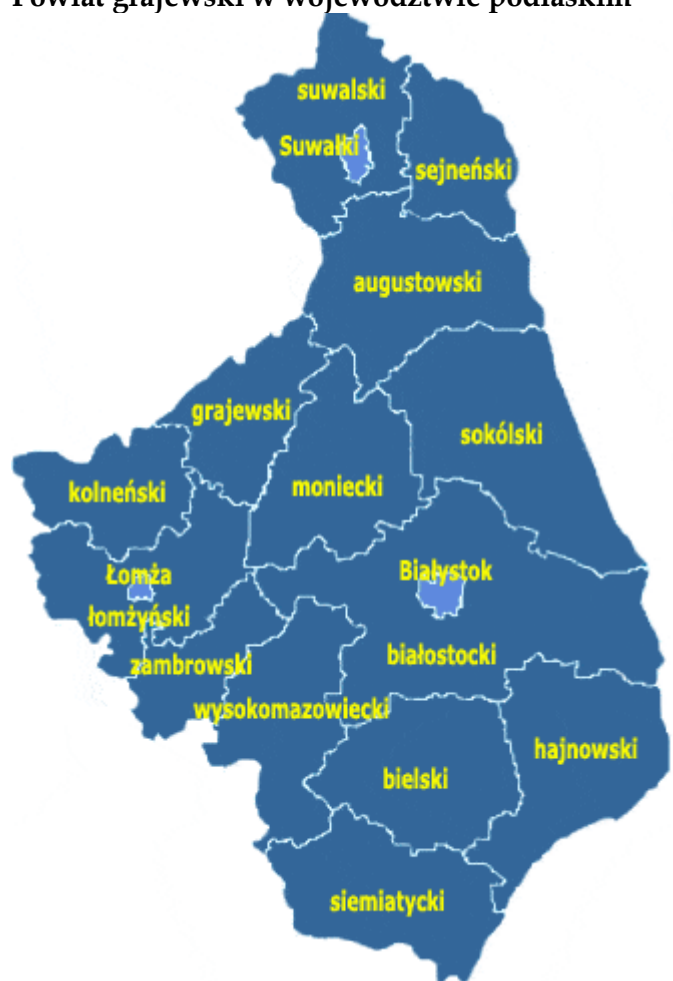 Powiat grajewski w województwie podlaskim
suwalski
Suwałki
sejneński
augustowski
grajewski
sokólski
kolneński
moniecki
Łomża
Białystok
łomżyński
białostocki
zambrowski
wysokomazowiecki
hajnowski
bielski
siemiatycki